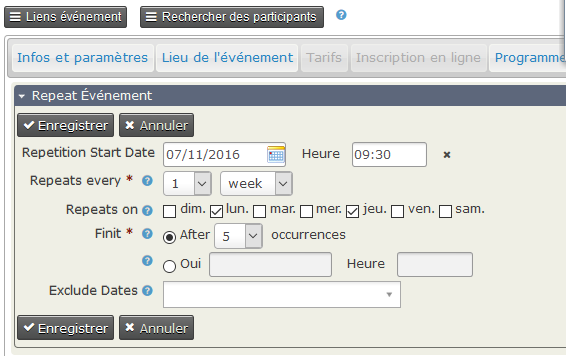 Liens événement Rechercher des participants
Infos et paramètres Lieu de l'événement Tarifs Inscription en ligne Programme
Repeat Événement
Enregistrer Annuler
Repetition Start Date 07/11/2016 Heure 09:30
Repeats every * 1 week
Repeats on dim. lun. mar. mer. jeu. ven. sam.
Finit * After 5 occurrences
Oui Heure
Exclude Dates
Enregistrer Annuler